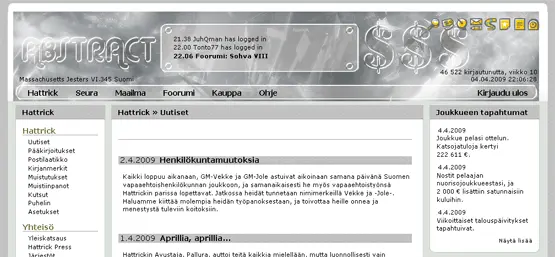 21:38 JuhQman has logged in
22.00 Tonto77 has logged in
22.06 Foorumi: Sohva VIII
ABSTRACT
$$$
Massachusetts Jesters VI.345 Suomi
46 522 kirjautunutta, viikko 10
04.04.2009 22:06:28
Hattrick Seura Maailma Foorumi Kauppa Ohje Kirjaudu ulos
Hattrick
Hattrick
Uutiset
Pääkirjoitukset
Postilaatikko
Kirjanmerkit
Muistutukset
Muistiinpanot
Kutsut
Puhelin
Asetukset
Yhteisö
Yleiskatsaus
Hattrick Press
Järjestöt
Hattrick » Uutiset
2.4.2009 Henkilökuntamuutoksia
Kaikki loppuu aikanaan, GM-Vekke ja GM-Jole astuivat aikoinaan samana päivänä Suomen
vapaaehtoishenkilökunnan joukkoon, ja samanaikaisesti he myös vapaaehtoistyönsä
Hattrickin parissa lopettavat. Jatkossa heidät tunnetaan nimimerkeillä Vekke ja -Jole-.
Haluamme kiittää molempia heidän työpanoksestaan, ja toivottaa heille onnea ja
menestystä tuleviin koitoksiin.
1.4.2009 Aprillia, aprillia...
Hattrickin Avustaja, Pallura, auttoi teitä kaikkia mielellään, mutta luonnollisesti vain
Joukkueen tapahtumat
4.4.2009
Joukkue pelasi ottelun.
Katsojatuloja kertyi
222 611 €.
4.4.2009
Nostit pelaajan
nuorisojoukkueestasi, ja
2 000 € lisättiin satunnaisiin
kuluihin.
4.4.2009
Viikoittaiset talouspäivitykset
tapahtuivat.
Näytä lisää